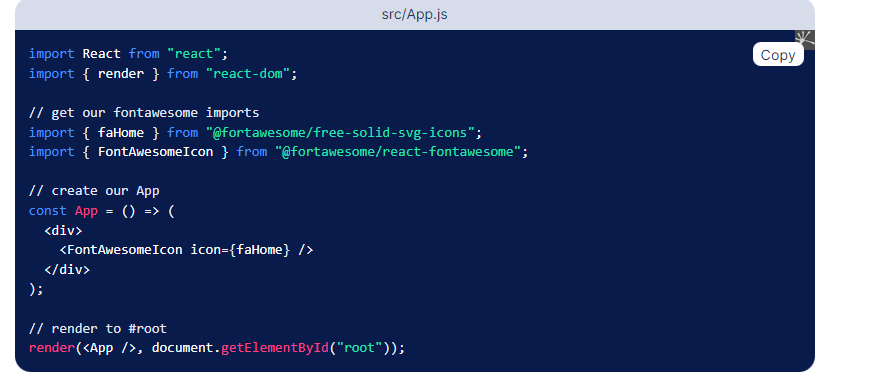 src/App.js
Copy
import React from "react";
import { render } from "react-dom";
// get our fontawesome imports
import { faHome } from "@fortawesome/free-solid-svg-icons";
import { FontAwesomeIcon } from "@fortawesome/react-fontawesome";
// create our App
const App = () => (
  <div>
    <FontAwesomeIcon icon={faHome} />
  </div>
);
// render to #root
render(<App />, document.getElementById("root"));